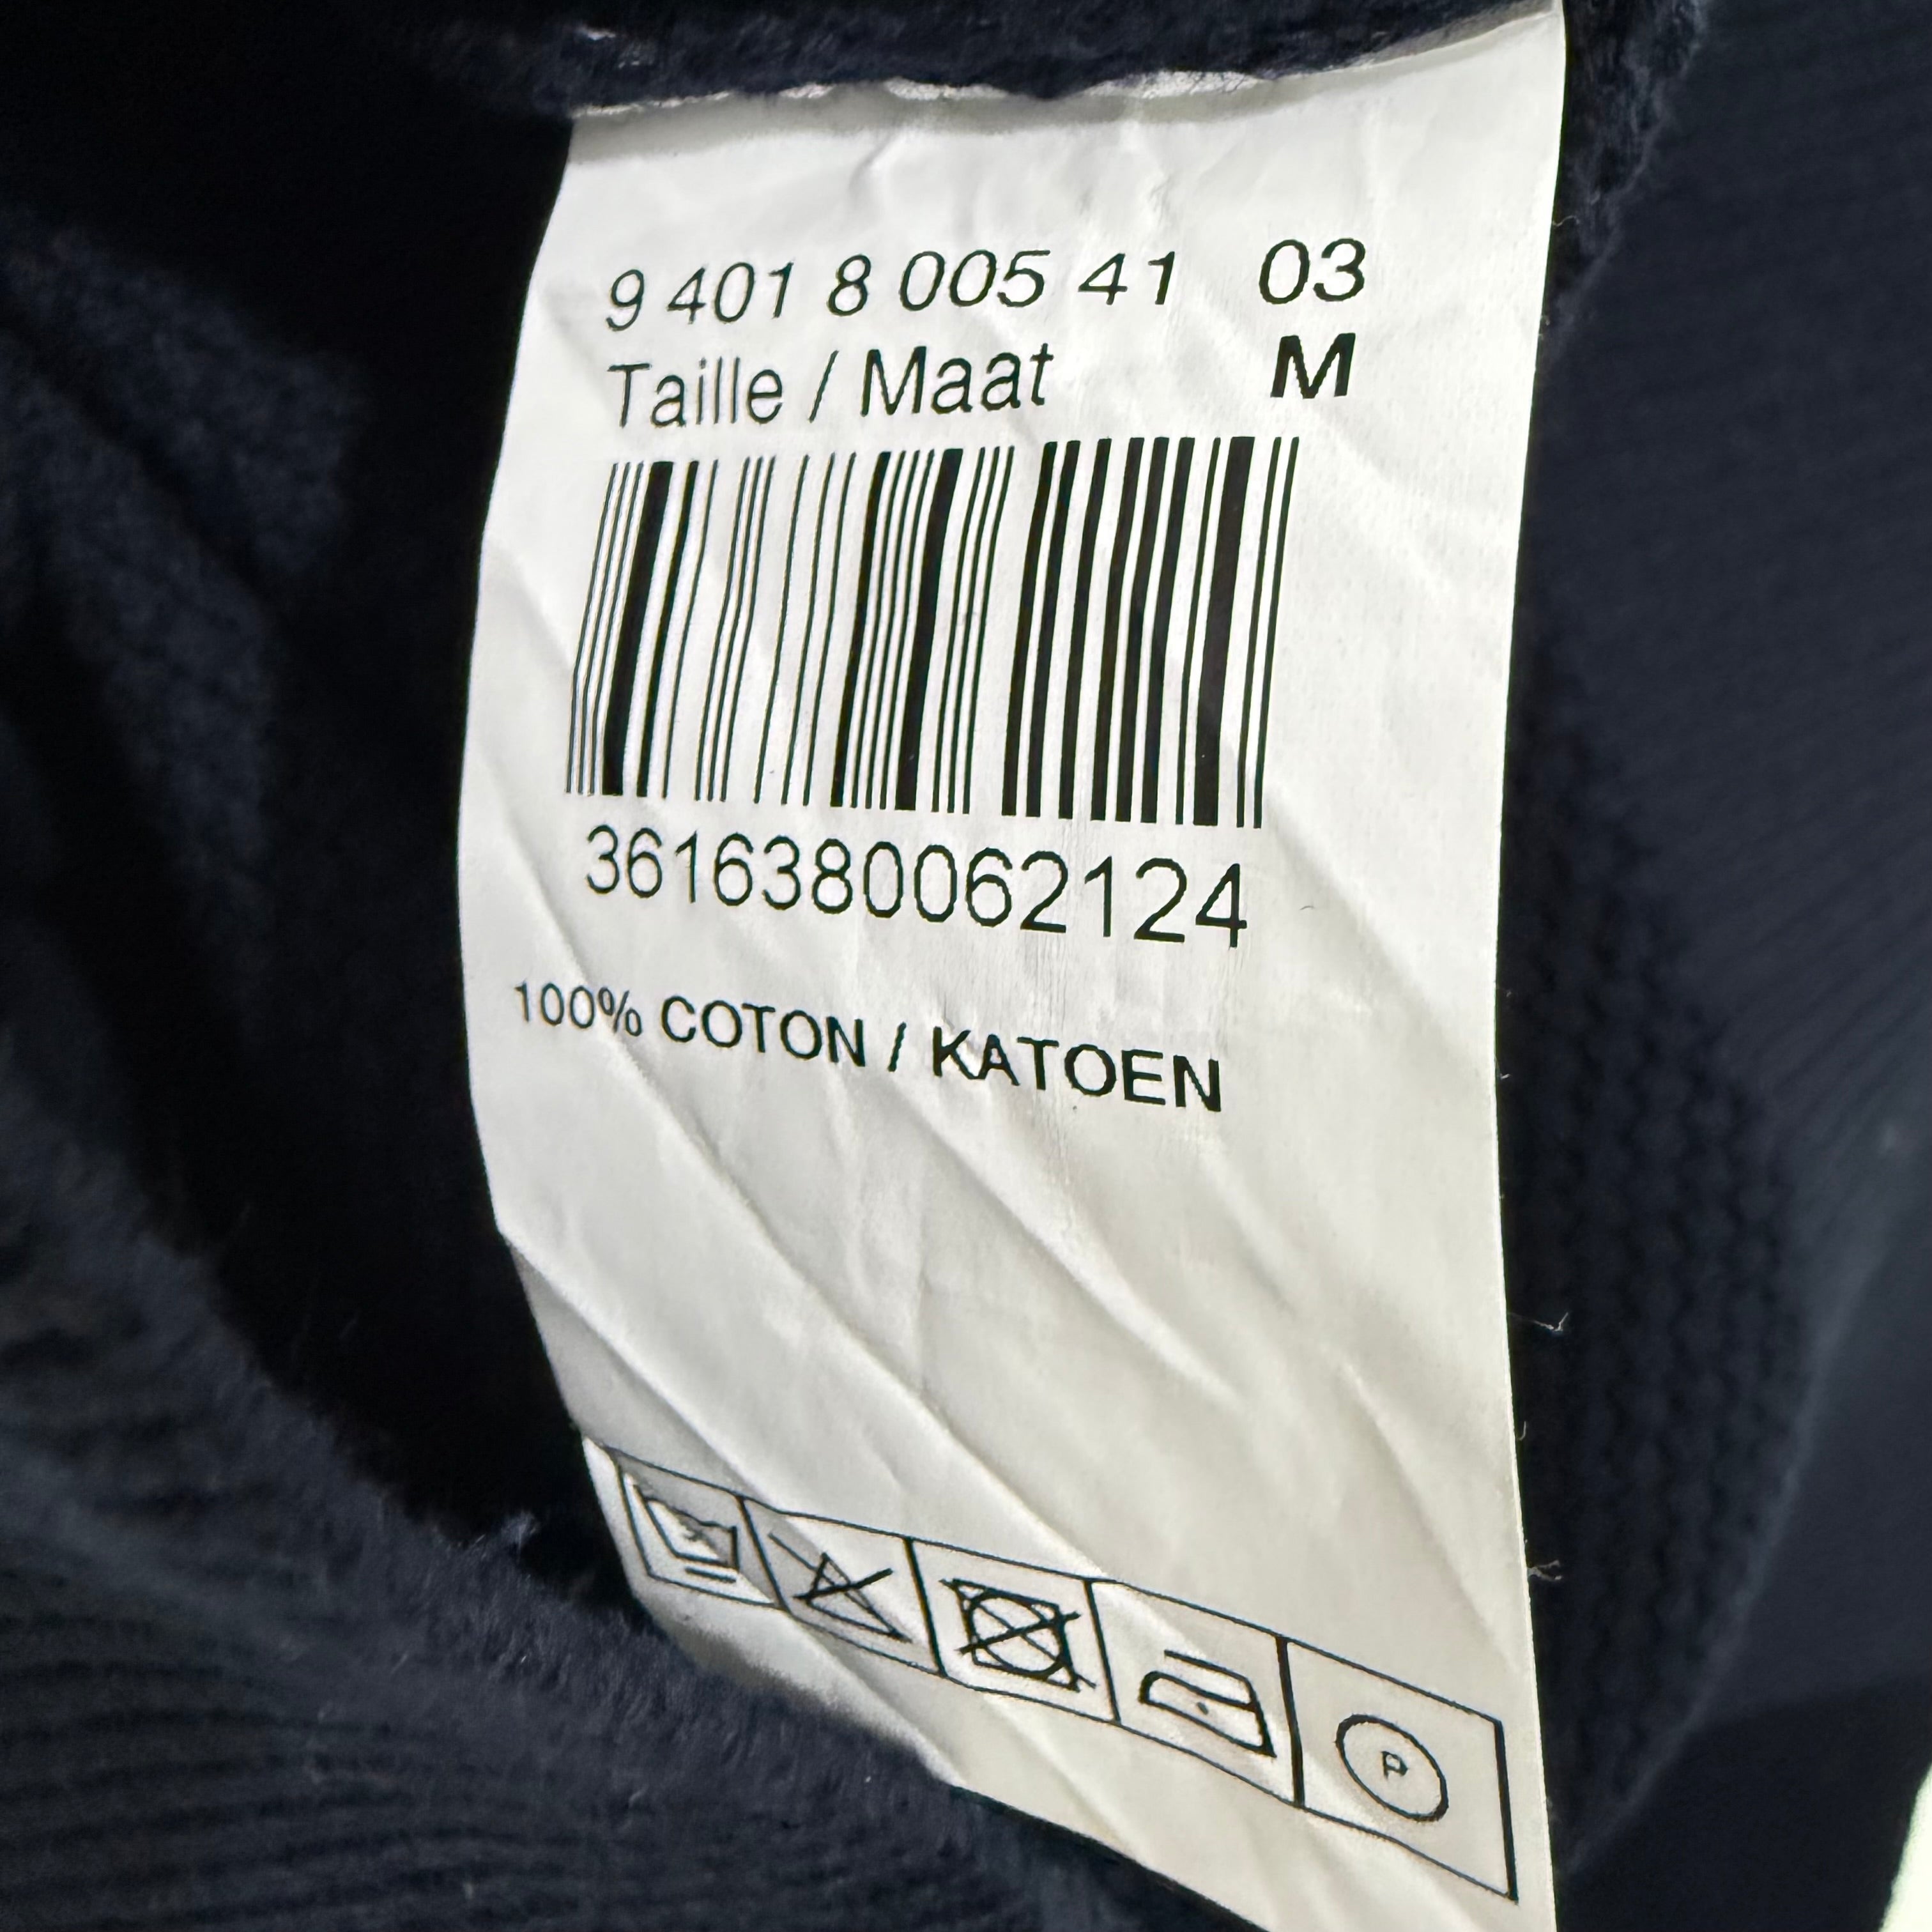 9 401 8 005 41 03
Taille / Maat M
3616380062124
100% COTON / KATOEN
P